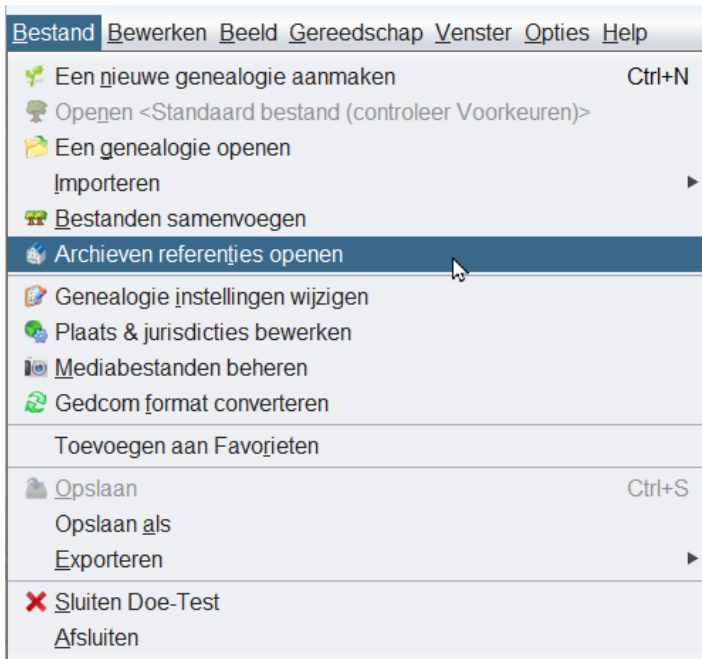 Bestand Bewerken Beeld Gereedschap Venster Opties Help
Een nieuwe genealogie aanmaken Ctrl+N
Openen <Standaard bestand (controleer Voorkeuren)>
Een genealogie openen
Importeren
Bestanden samenvoegen
Archieven referenties openen
Genealogie instellingen wijzigen
Plaats & jurisdicties bewerken
Mediabestanden beheren
Gedcom format converteren
Toevoegen aan Favorieten
Opslaan Ctrl+S
Opslaan als
Exporteren
Sluiten Doe-Test
Afsluiten